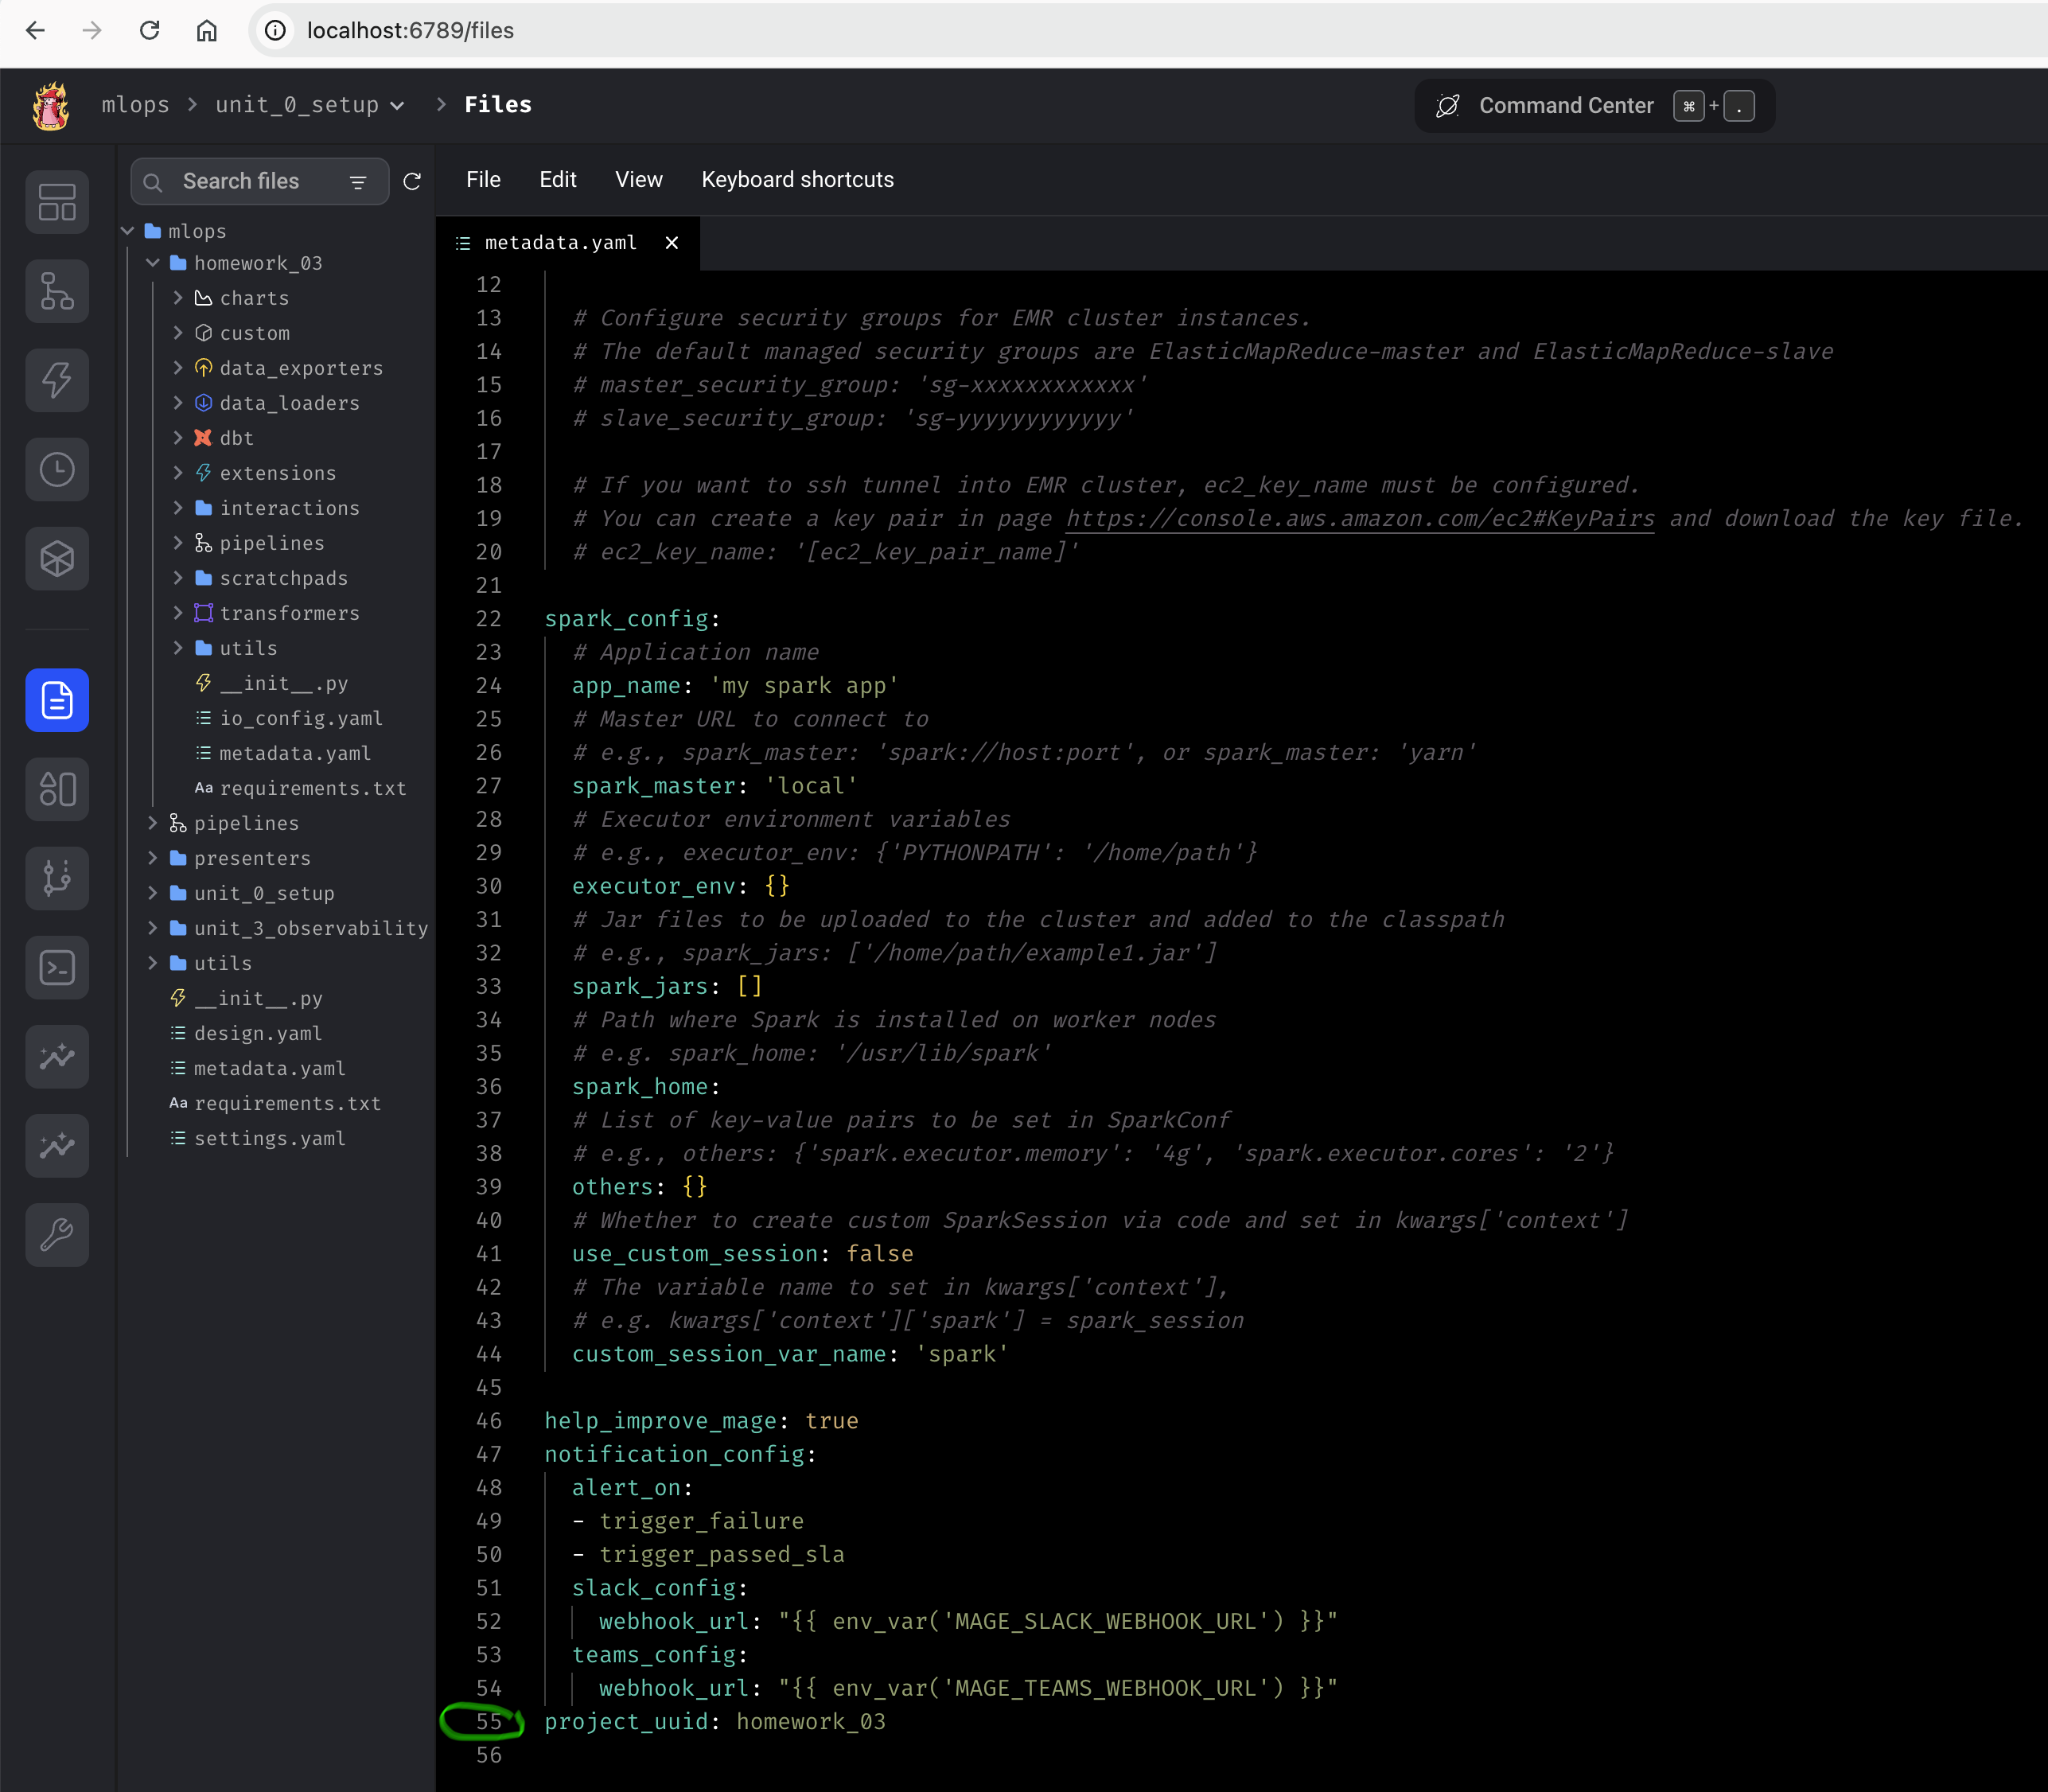 localhost:6789/files
mlops > unit_0_setup > Files
Command Center ⌘ + .
Search files
File Edit View Keyboard shortcuts
mlops
homework_03
charts
custom
data_exporters
data_loaders
dbt
extensions
interactions
pipelines
scratchpads
transformers
utils
__init__.py
io_config.yaml
metadata.yaml
Aa requirements.txt
pipelines
presenters
unit_0_setup
unit_3_observability
utils
__init__.py
design.yaml
metadata.yaml
Aa requirements.txt
settings.yaml
metadata.yaml ×
12
13 # Configure security groups for EMR cluster instances.
14 # The default managed security groups are ElasticMapReduce-master and ElasticMapReduce-slave
15 # master_security_group: 'sg-xxxxxxxxxxxx'
16 # slave_security_group: 'sg-yyyyyyyyyyyy'
17
18 # If you want to ssh tunnel into EMR cluster, ec2_key_name must be configured.
19 # You can create a key pair in page https://console.aws.amazon.com/ec2#KeyPairs and download the key file.
20 # ec2_key_name: '[ec2_key_pair_name]'
21
22 spark_config:
23 # Application name
24 app_name: 'my spark app'
25 # Master URL to connect to
26 # e.g., spark_master: 'spark://host:port', or spark_master: 'yarn'
27 spark_master: 'local'
28 # Executor environment variables
29 # e.g., executor_env: {'PYTHONPATH': '/home/path'}
30 executor_env: {}
31 # Jar files to be uploaded to the cluster and added to the classpath
32 # e.g., spark_jars: ['/home/path/example1.jar']
33 spark_jars: []
34 # Path where Spark is installed on worker nodes
35 # e.g. spark_home: '/usr/lib/spark'
36 spark_home:
37 # List of key-value pairs to be set in SparkConf
38 # e.g., others: {'spark.executor.memory': '4g', 'spark.executor.cores': '2'}
39 others: {}
40 # Whether to create custom SparkSession via code and set in kwargs['context']
41 use_custom_session: false
42 # The variable name to set in kwargs['context'],
43 # e.g. kwargs['context']['spark'] = spark_session
44 custom_session_var_name: 'spark'
45
46 help_improve_mage: true
47 notification_config:
48 alert_on:
49 - trigger_failure
50 - trigger_passed_sla
51 slack_config:
52 webhook_url: "{{ env_var('MAGE_SLACK_WEBHOOK_URL') }}"
53 teams_config:
54 webhook_url: "{{ env_var('MAGE_TEAMS_WEBHOOK_URL') }}"
55 project_uuid: homework_03
56